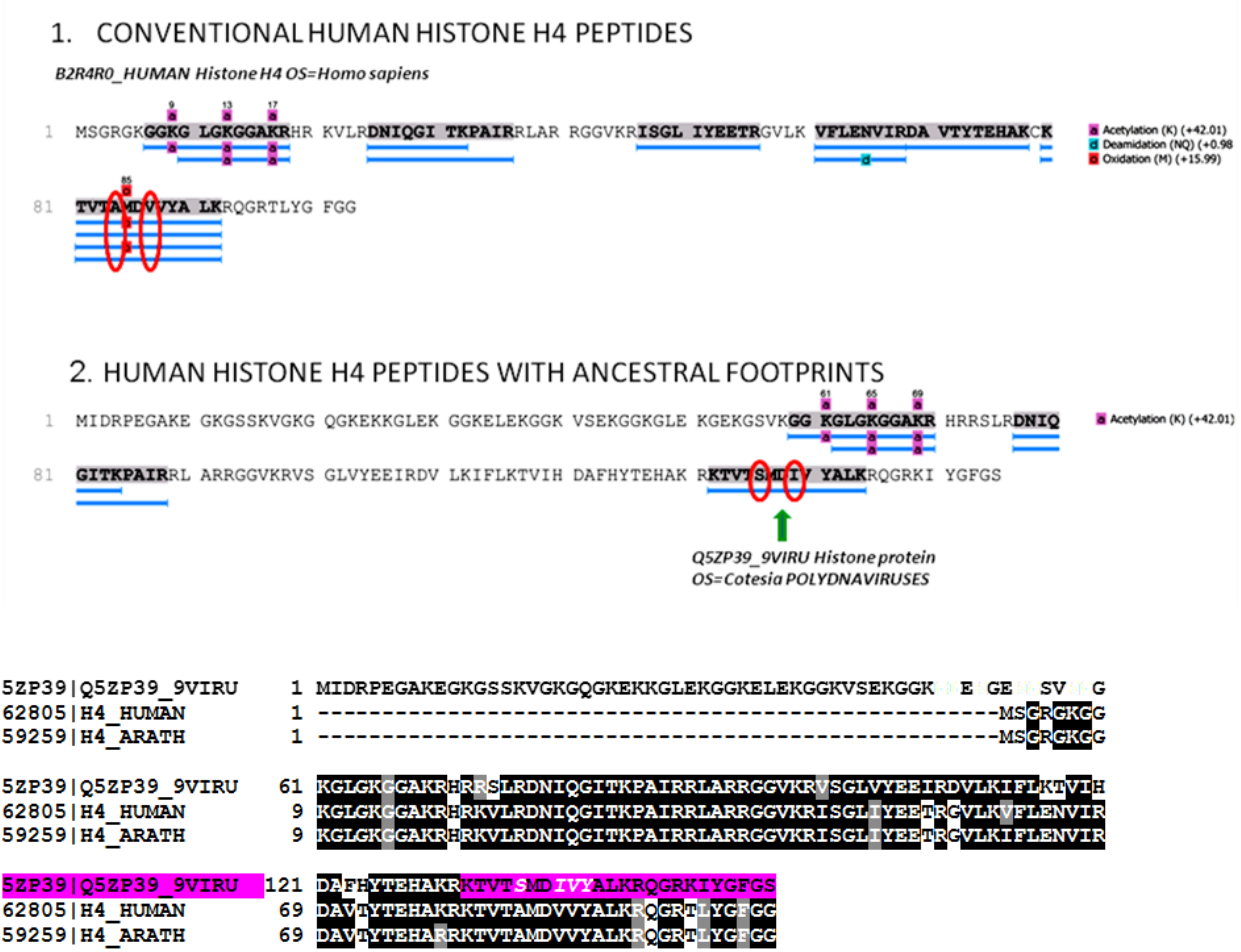 1. CONVENTIONAL HUMAN HISTONE H4 PEPTIDES
B2R4R0_HUMAN Histone H4 OS=Homo sapiens
9 13 17
a a a
1 MSGRGKGGKG LGKGGAKRHR KVLRDNIQGI TKPAIRRLAR RGGVKRISGL IYEETRGVLK VFLENVIRDA VTYTEHAKCK
a a a
a a d
a Acetylation (K) (+42.01)
d Deamidation (NQ) (+0.98
o Oxidation (M) (+15.99)
85
o
81 TVTAMDVVYA LKRQGRTLYG FGG
o
o
2. HUMAN HISTONE H4 PEPTIDES WITH ANCESTRAL FOOTPRINTS
61 65 69
a a a
1 MIDRPEGAKE GKGSSKVGKG QGKEKKGLEK GGKELEKGGK VSEKGGKGLE KGEKGSVKGG KGLGKGGAKR HRRSLRDNIQ
a a a
a a
a Acetylation (K) (+42.01)
81 GITKPAIRRL ARRGGVKRVS GLVYEEIRDV LKIFLKTVIH DAFHYTEHAK RKTVTSMDIV YALKRQGRKI YGFGS
Q5ZP39_9VIRU Histone protein
OS=Cotesia POLYDNAVIRUSES
5ZP39|Q5ZP39_9VIRU 1 MIDRPEGAKEGKGSSKVGKGQGKEKKGLEKGGKELEKGGKVSEKGGK E GE SV G
62805|H4_HUMAN 1 ----------------------------------------------------MSGRGKGG
59259|H4_ARATH 1 ----------------------------------------------------MSGRGKGG
5ZP39|Q5ZP39_9VIRU 61 KGLGKGGAKRHRRSLRDNIQGITKPAIRRLARRGGVKRVSGLVYEEIRDVLKIFLKTVIH
62805|H4_HUMAN 9 KGLGKGGAKRHRKVLRDNIQGITKPAIRRLARRGGVKRISGLIYEETRGVLKVFLENVIR
59259|H4_ARATH 9 KGLGKGGAKRHRKVLRDNIQGITKPAIRRLARRGGVKRISGLIYEETRGVLKIFLENVIR
5ZP39|Q5ZP39_9VIRU 121 DAFHYTEHAKRKTVTSMDIVYALKRQGRKIYGFGS
62805|H4_HUMAN 69 DAVTYTEHAKRKTVTAMDVVYALKRQGRTLYGFGG
59259|H4_ARATH 69 DAVTYTEHARRKTVTAMDVVYALKRQGRTLYGFGG